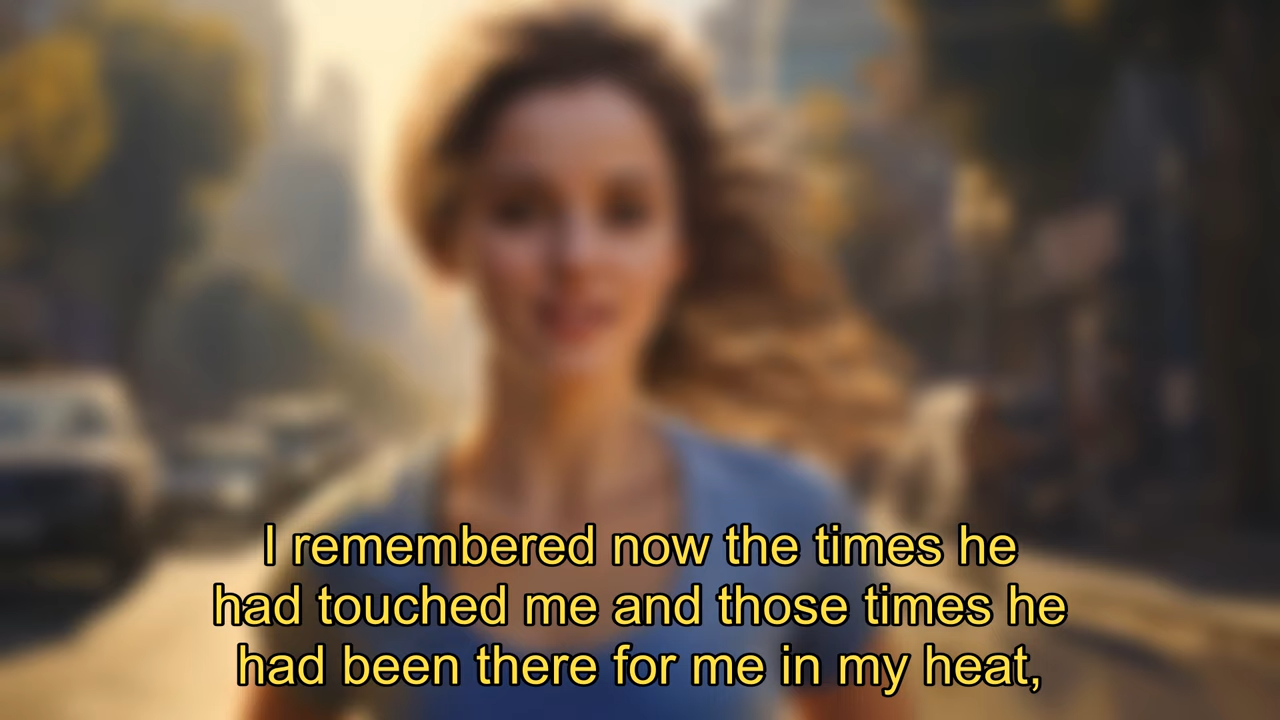 I remembered now the times he
had touched me and those times he
had been there for me in my heat,